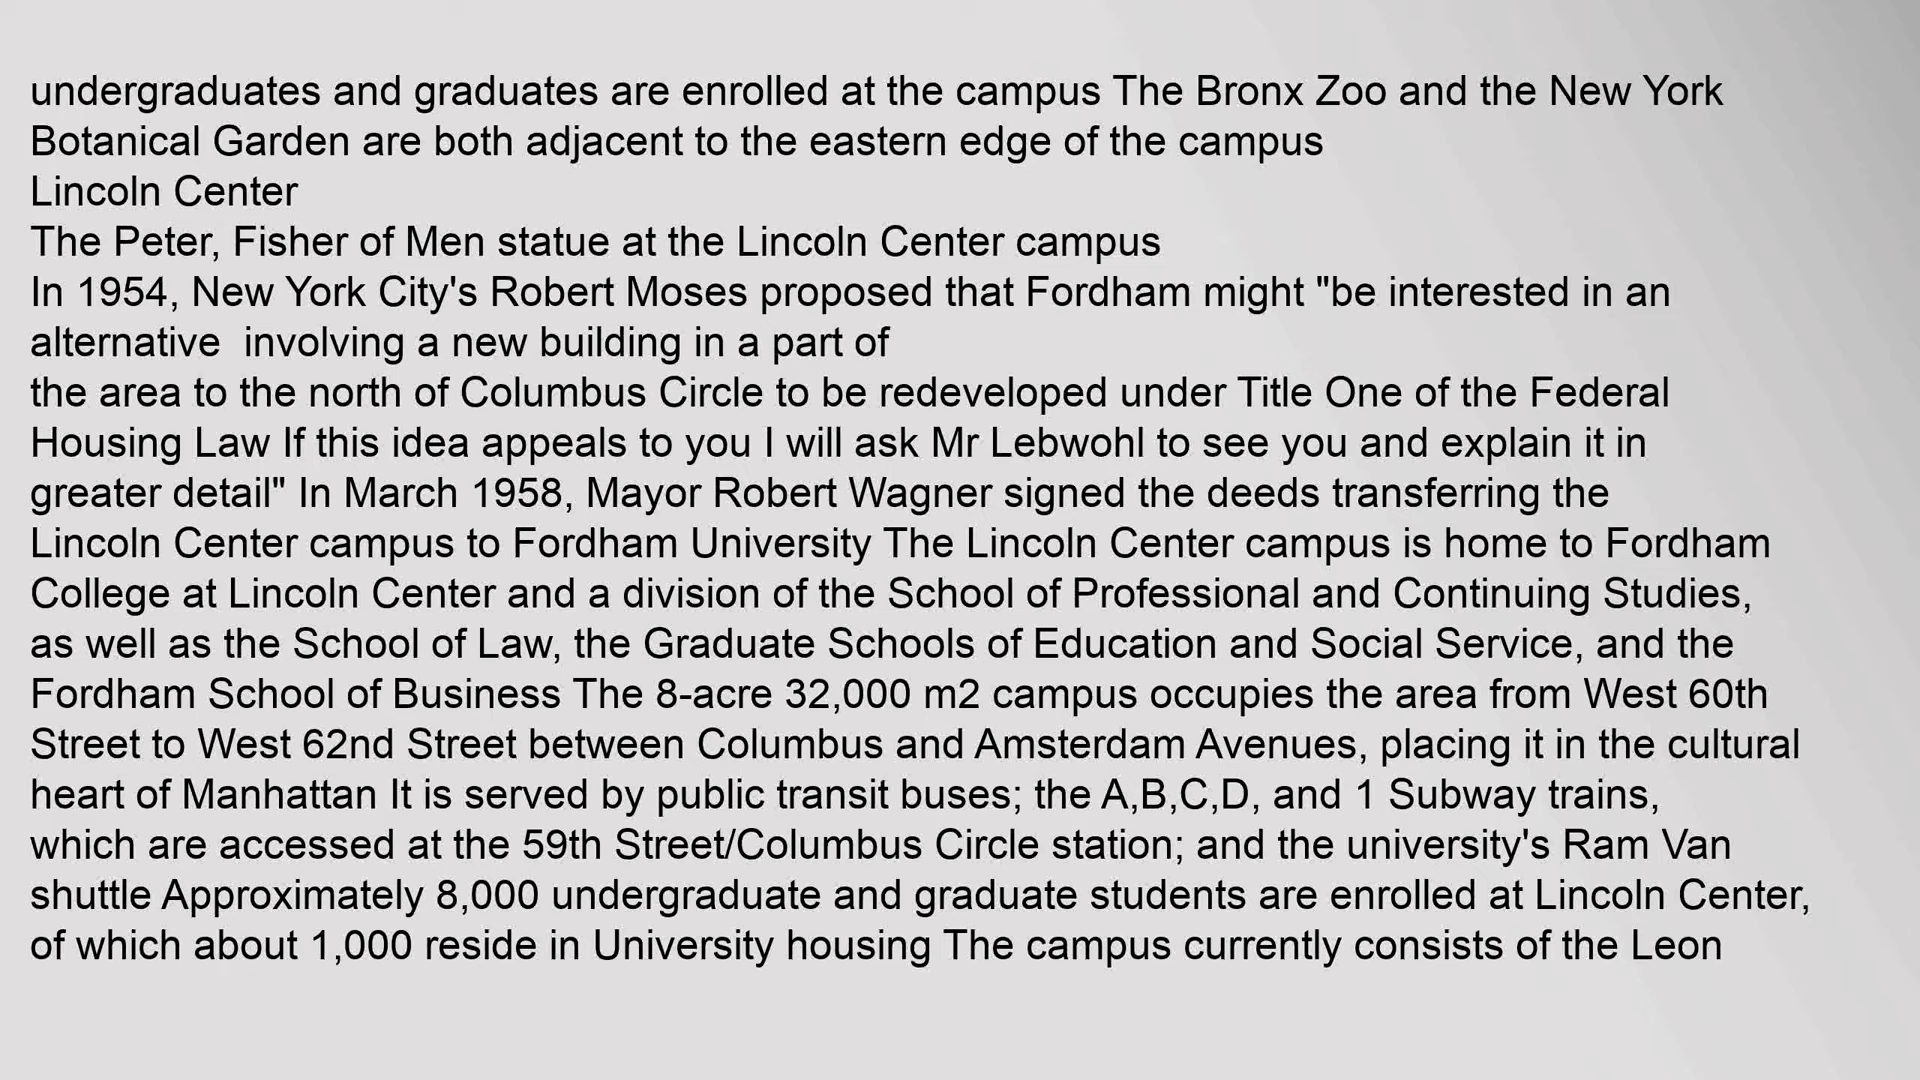 undergraduates and graduates are enrolled at the campus The Bronx Zoo and the New York
Botanical Garden are both adjacent to the eastern edge of the campus
Lincoln Center
The Peter, Fisher of Men statue at the Lincoln Center campus
In 1954, New York City's Robert Moses proposed that Fordham might "be interested in an
alternative  involving a new building in a part of
the area to the north of Columbus Circle to be redeveloped under Title One of the Federal
Housing Law If this idea appeals to you I will ask Mr Lebwohl to see you and explain it in
greater detail" In March 1958, Mayor Robert Wagner signed the deeds transferring the
Lincoln Center campus to Fordham University The Lincoln Center campus is home to Fordham
College at Lincoln Center and a division of the School of Professional and Continuing Studies,
as well as the School of Law, the Graduate Schools of Education and Social Service, and the
Fordham School of Business The 8-acre 32,000 m2 campus occupies the area from West 60th
Street to West 62nd Street between Columbus and Amsterdam Avenues, placing it in the cultural
heart of Manhattan It is served by public transit buses; the A,B,C,D, and 1 Subway trains,
which are accessed at the 59th Street/Columbus Circle station; and the university's Ram Van
shuttle Approximately 8,000 undergraduate and graduate students are enrolled at Lincoln Center,
of which about 1,000 reside in University housing The campus currently consists of the Leon